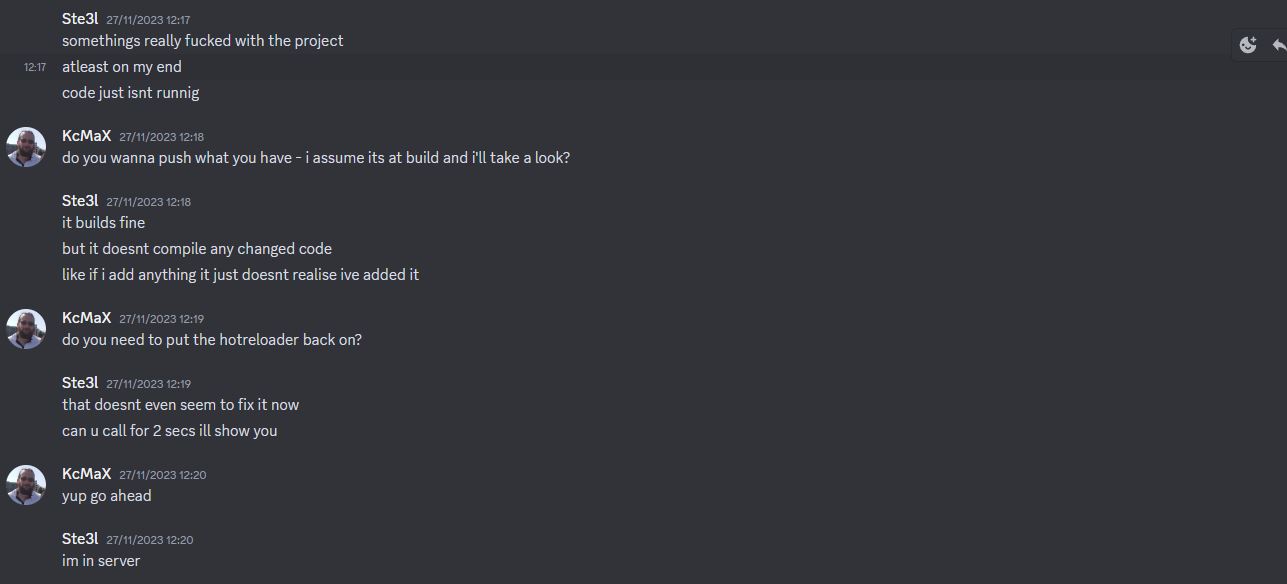 Ste3l 27/11/2023 12:17
somethings really fucked with the project
12:17 atleast on my end
code just isnt runnig
KcMaX 27/11/2023 12:18
do you wanna push what you have - i assume its at build and i'll take a look?
Ste3l 27/11/2023 12:18
it builds fine
but it doesnt compile any changed code
like if i add anything it just doesnt realise ive added it
KcMaX 27/11/2023 12:19
do you need to put the hotreloader back on?
Ste3l 27/11/2023 12:19
that doesnt even seem to fix it now
can u call for 2 secs ill show you
KcMaX 27/11/2023 12:20
yup go ahead
Ste3l 27/11/2023 12:20
im in server